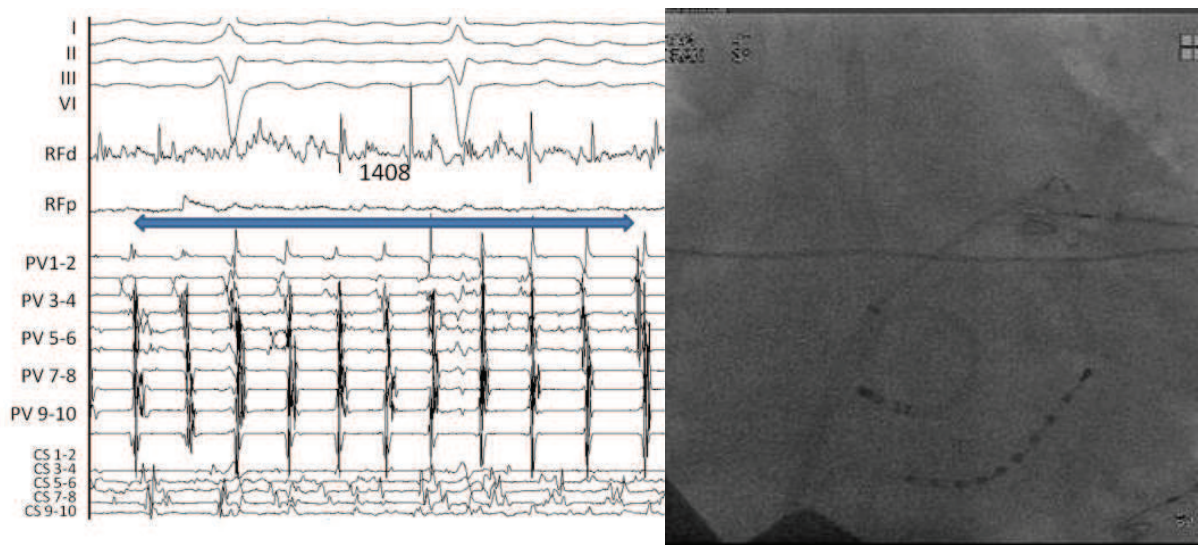 I
II
III
VI
RFd
1408
RFp
PV1-2
PV 3-4
PV 5-6
PV 7-8
PV 9-10
CS 1-2
CS 3-4
CS 5-6
CS 7-8
CS 9-10